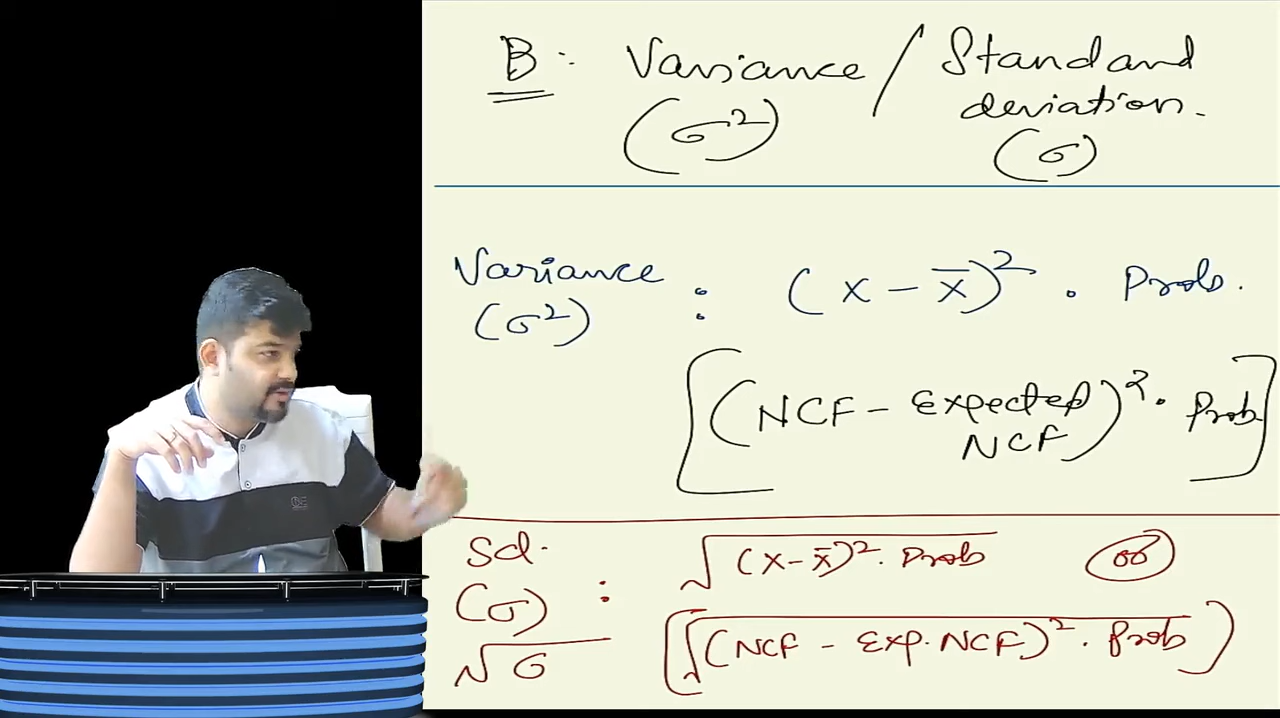 B: Variance / Standard deviation.
(σ²) (σ)
Variance : (x - x̄)² . Prob.
(σ²)
[(NCF - Expected NCF)² . Prob]
Sd. : √(x-x̄)² . Prob or
(σ)
√σ [√(NCF - Exp. NCF)² . Prob]